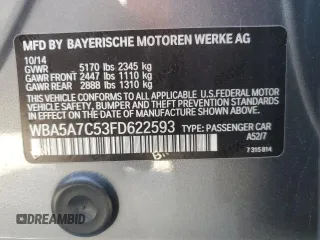 MFD BY BAYERISCHE MOTOREN WERKE AG
10/14
GVWR 5170 lbs 2345 kg
GAWR FRONT 2447 lbs 1110 kg
GAWR REAR 2888 lbs 1310 kg
THIS VEHICLE CONFORMS TO ALL APPLICABLE
U.S.FEDERAL MOTOR VEHICLE SAFETY, BUMPER,
AND THEFT PREVENTION STANDARDS IN EFFECT
ON THE DATE OF MANUFACTURE SHOWN ABOVE.
WBA5A7C53FD622593 TYPE: PASSENGER CAR
A52/7
7 315 814
DREAMBID